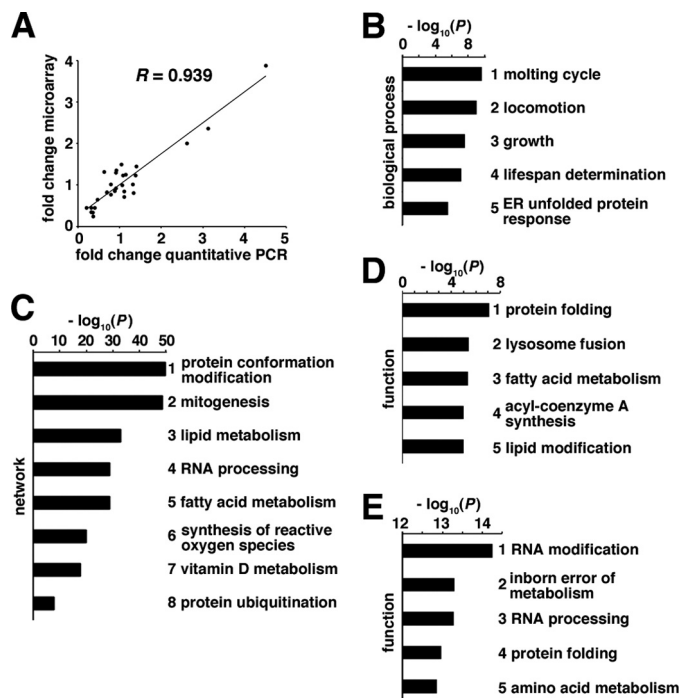 A
R = 0.939
fold change microarray
4
3
2
1
0
0 1 2 3 4 5
fold change quantitative PCR
B
- log10(P)
0 4 8
biological process
1 molting cycle
2 locomotion
3 growth
4 lifespan determination
5 ER unfolded protein
response
C
- log10(P)
0 10 20 30 40 50
network
1 protein conformation
modification
2 mitogenesis
3 lipid metabolism
4 RNA processing
5 fatty acid metabolism
6 synthesis of reactive
oxygen species
7 vitamin D metabolism
8 protein ubiquitination
D
- log10(P)
0 4 8
function
1 protein folding
2 lysosome fusion
3 fatty acid metabolism
4 acyl-coenzyme A
synthesis
5 lipid modification
E
- log10(P)
12 13 14
function
1 RNA modification
2 inborn error of
metabolism
3 RNA processing
4 protein folding
5 amino acid metabolism